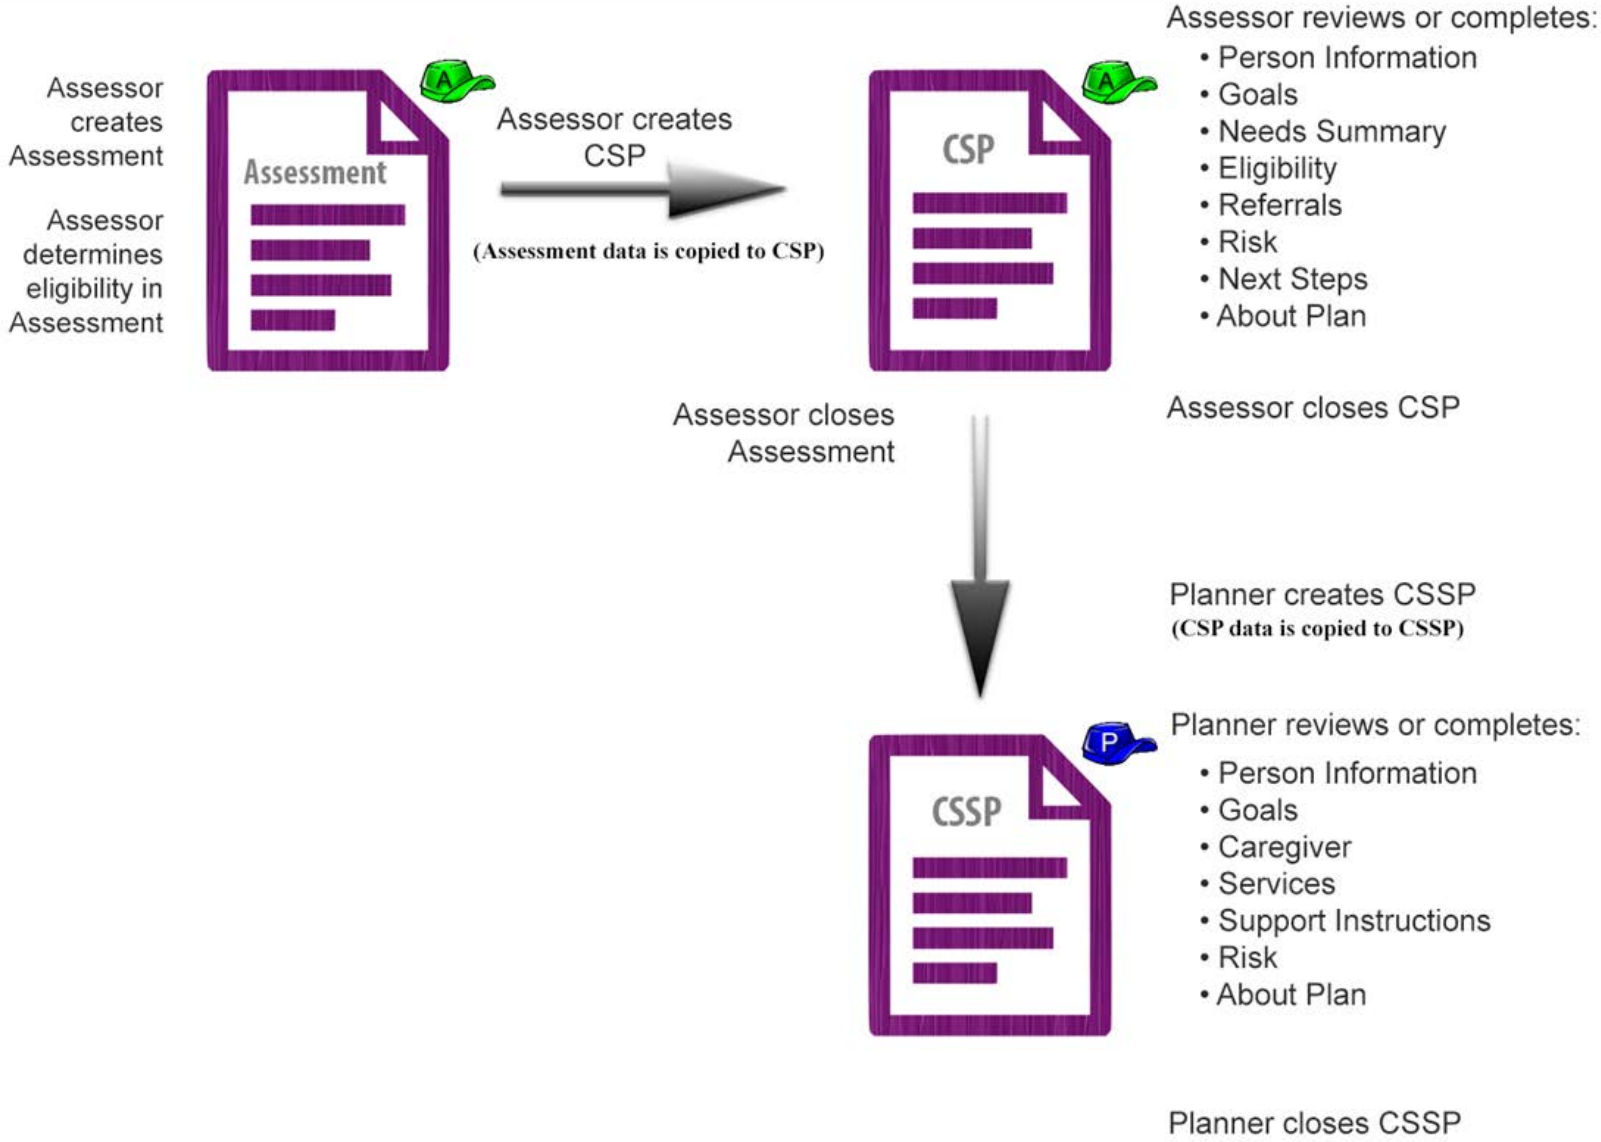 Assessor
creates
Assessment
Assessor
determines
eligibility in
Assessment
A
Assessment
Assessor creates
CSP
(Assessment data is copied to CSP)
A
CSP
Assessor reviews or completes:
• Person Information
• Goals
• Needs Summary
• Eligibility
• Referrals
• Risk
• Next Steps
• About Plan
Assessor closes
Assessment
Assessor closes CSP
Planner creates CSSP
(CSP data is copied to CSSP)
P
CSSP
Planner reviews or completes:
• Person Information
• Goals
• Caregiver
• Services
• Support Instructions
• Risk
• About Plan
Planner closes CSSP